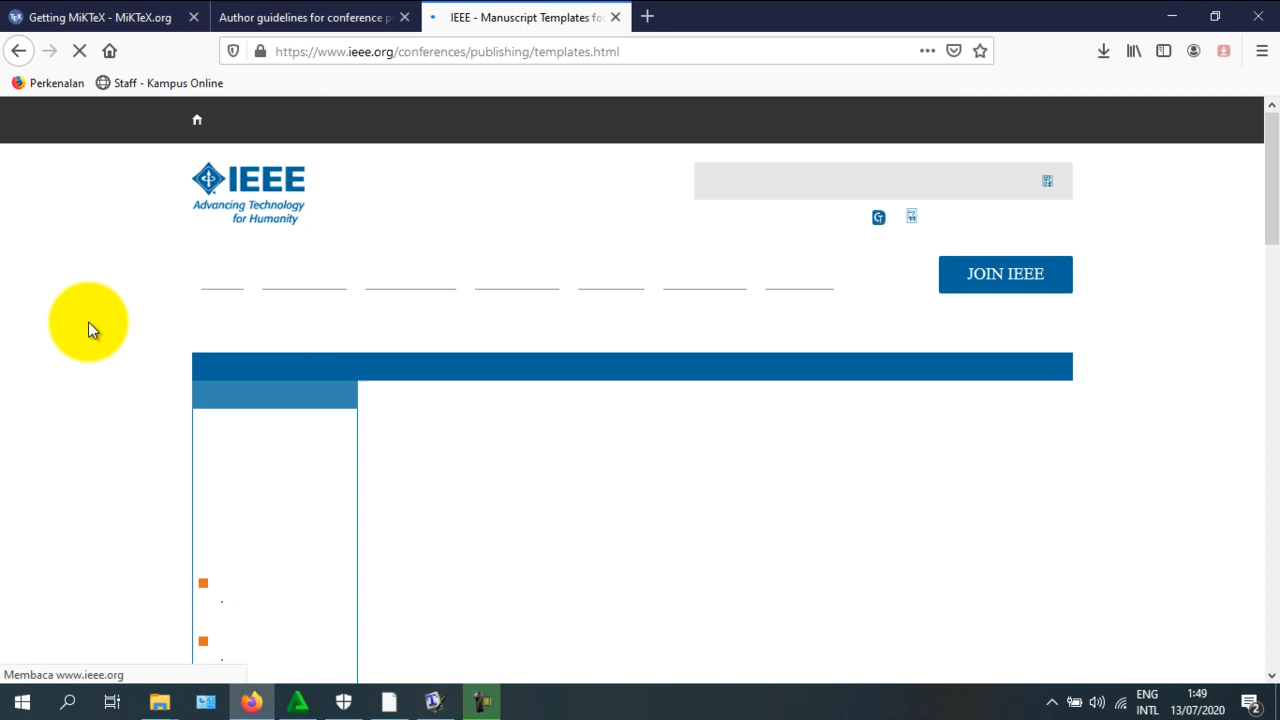 Getting MiKTeX - MiKTeX.org
Author guidelines for conference p
IEEE - Manuscript Templates for
https://www.ieee.org/conferences/publishing/templates.html
Perkenalan
Staff - Kampus Online
IEEE
Advancing Technology
for Humanity
JOIN IEEE
Membaca www.ieee.org
ENG
INTL
1:49
13/07/2020
2